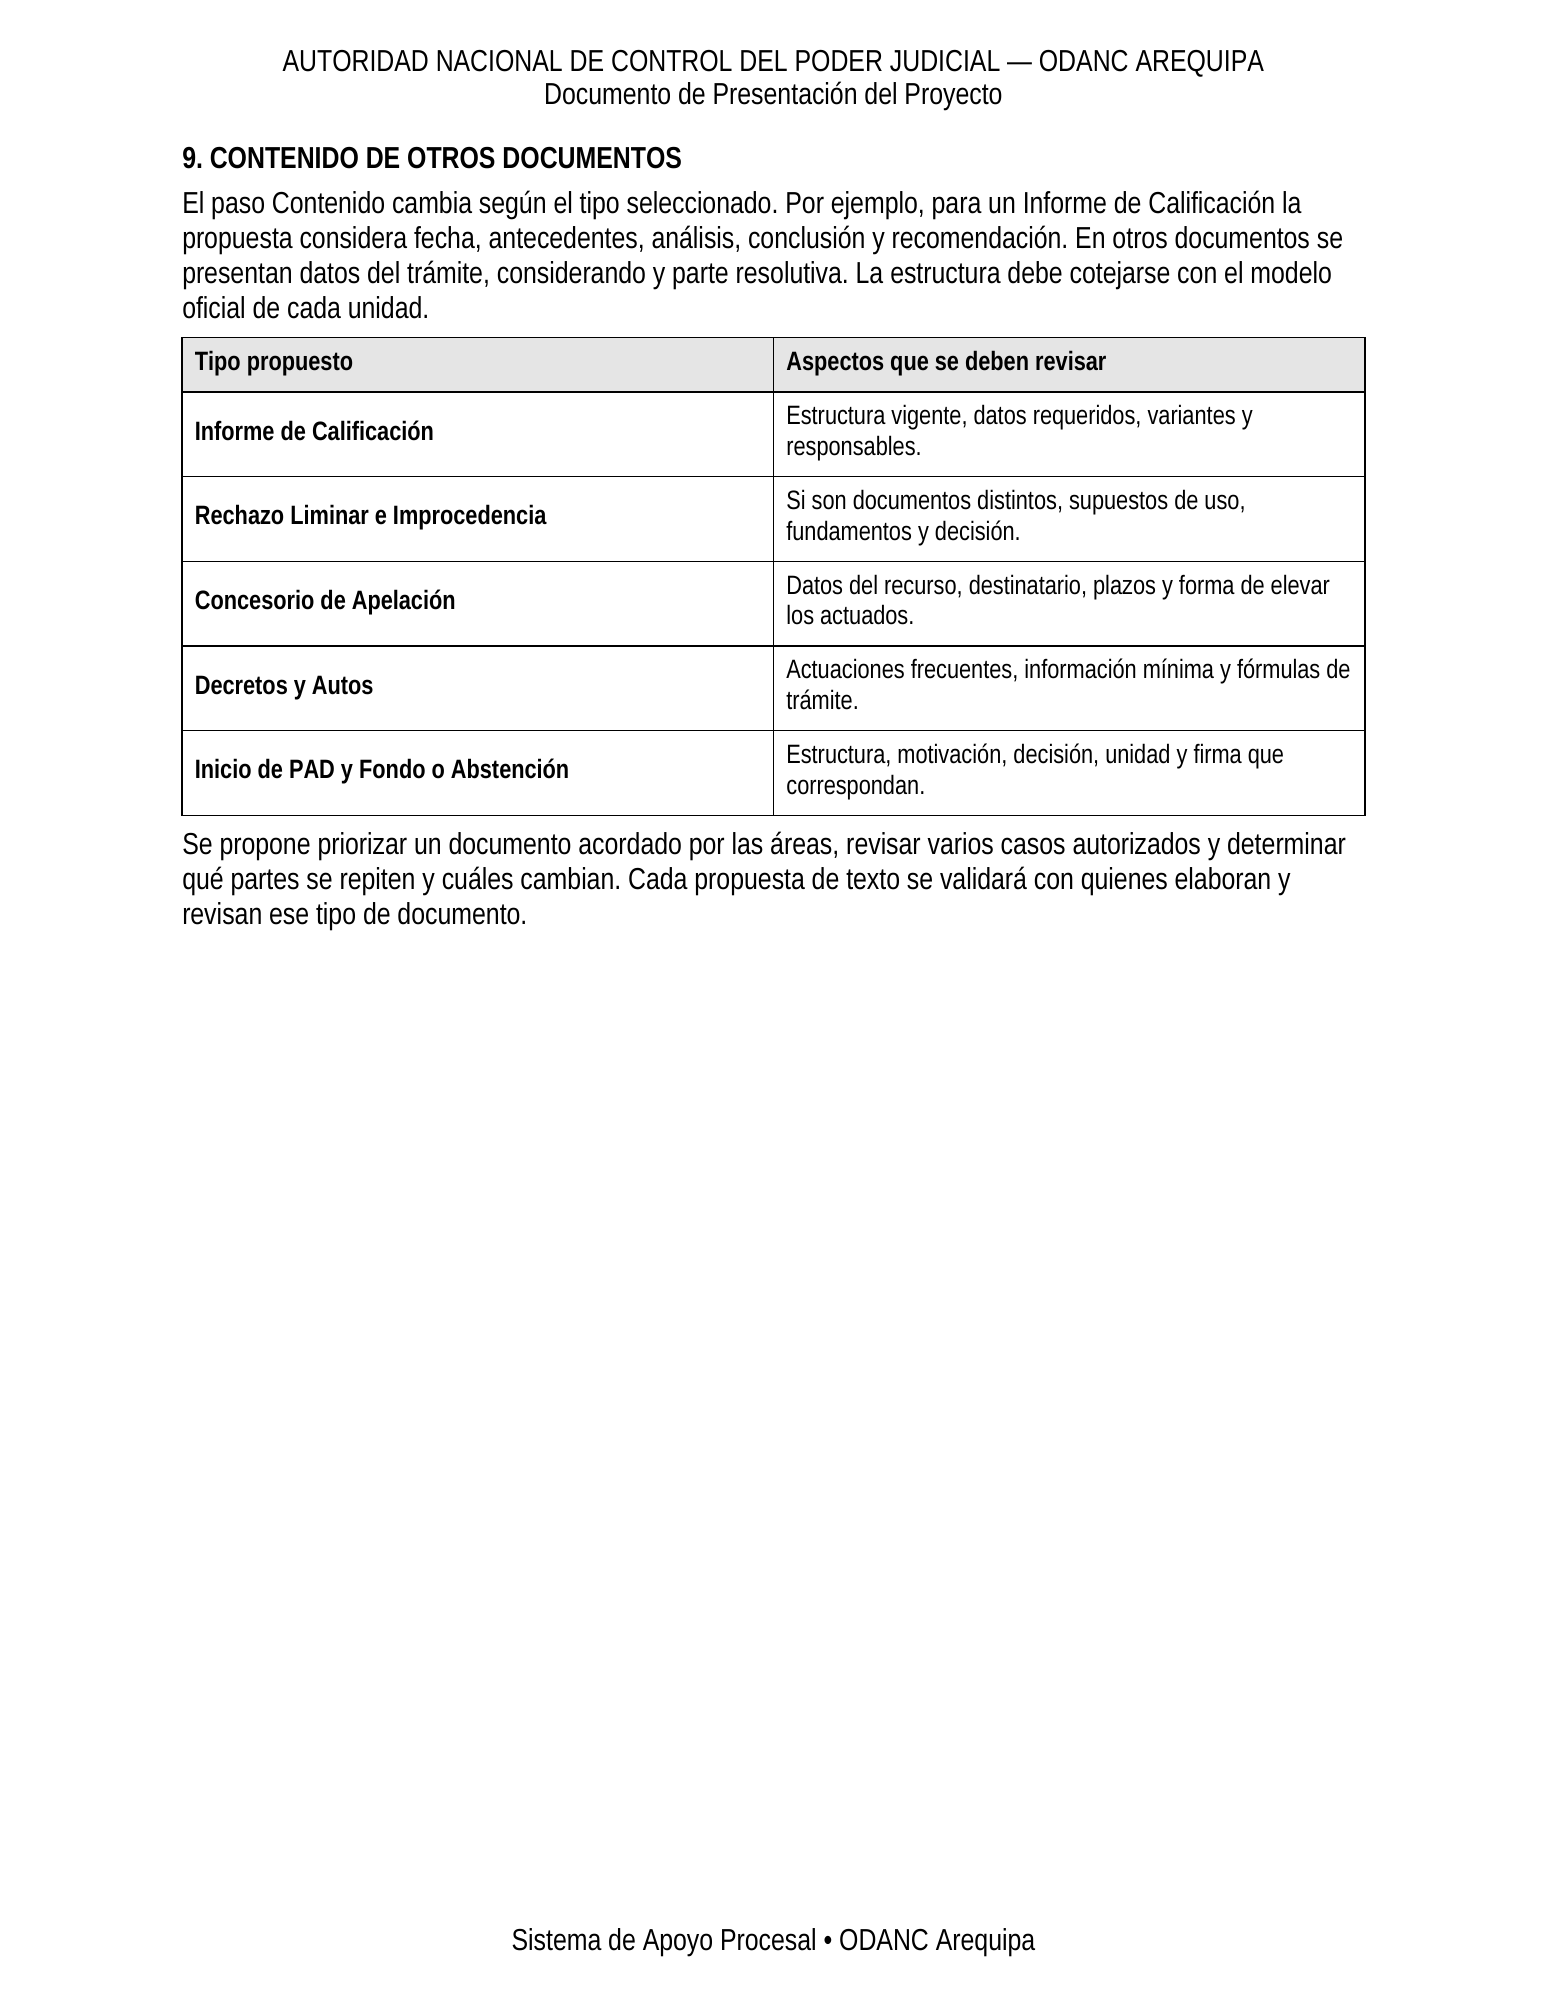 AUTORIDAD NACIONAL DE CONTROL DEL PODER JUDICIAL — ODANC AREQUIPA
Documento de Presentación del Proyecto
9. CONTENIDO DE OTROS DOCUMENTOS
El paso Contenido cambia según el tipo seleccionado. Por ejemplo, para un Informe de Calificación la
propuesta considera fecha, antecedentes, análisis, conclusión y recomendación. En otros documentos se
presentan datos del trámite, considerando y parte resolutiva. La estructura debe cotejarse con el modelo
oficial de cada unidad.
Tipo propuesto
Aspectos que se deben revisar
Informe de Calificación
Estructura vigente, datos requeridos, variantes y
responsables.
Rechazo Liminar e Improcedencia
Si son documentos distintos, supuestos de uso,
fundamentos y decisión.
Concesorio de Apelación
Datos del recurso, destinatario, plazos y forma de elevar
los actuados.
Decretos y Autos
Actuaciones frecuentes, información mínima y fórmulas de
trámite.
Inicio de PAD y Fondo o Abstención
Estructura, motivación, decisión, unidad y firma que
correspondan.
Se propone priorizar un documento acordado por las áreas, revisar varios casos autorizados y determinar
qué partes se repiten y cuáles cambian. Cada propuesta de texto se validará con quienes elaboran y
revisan ese tipo de documento.
Sistema de Apoyo Procesal • ODANC Arequipa